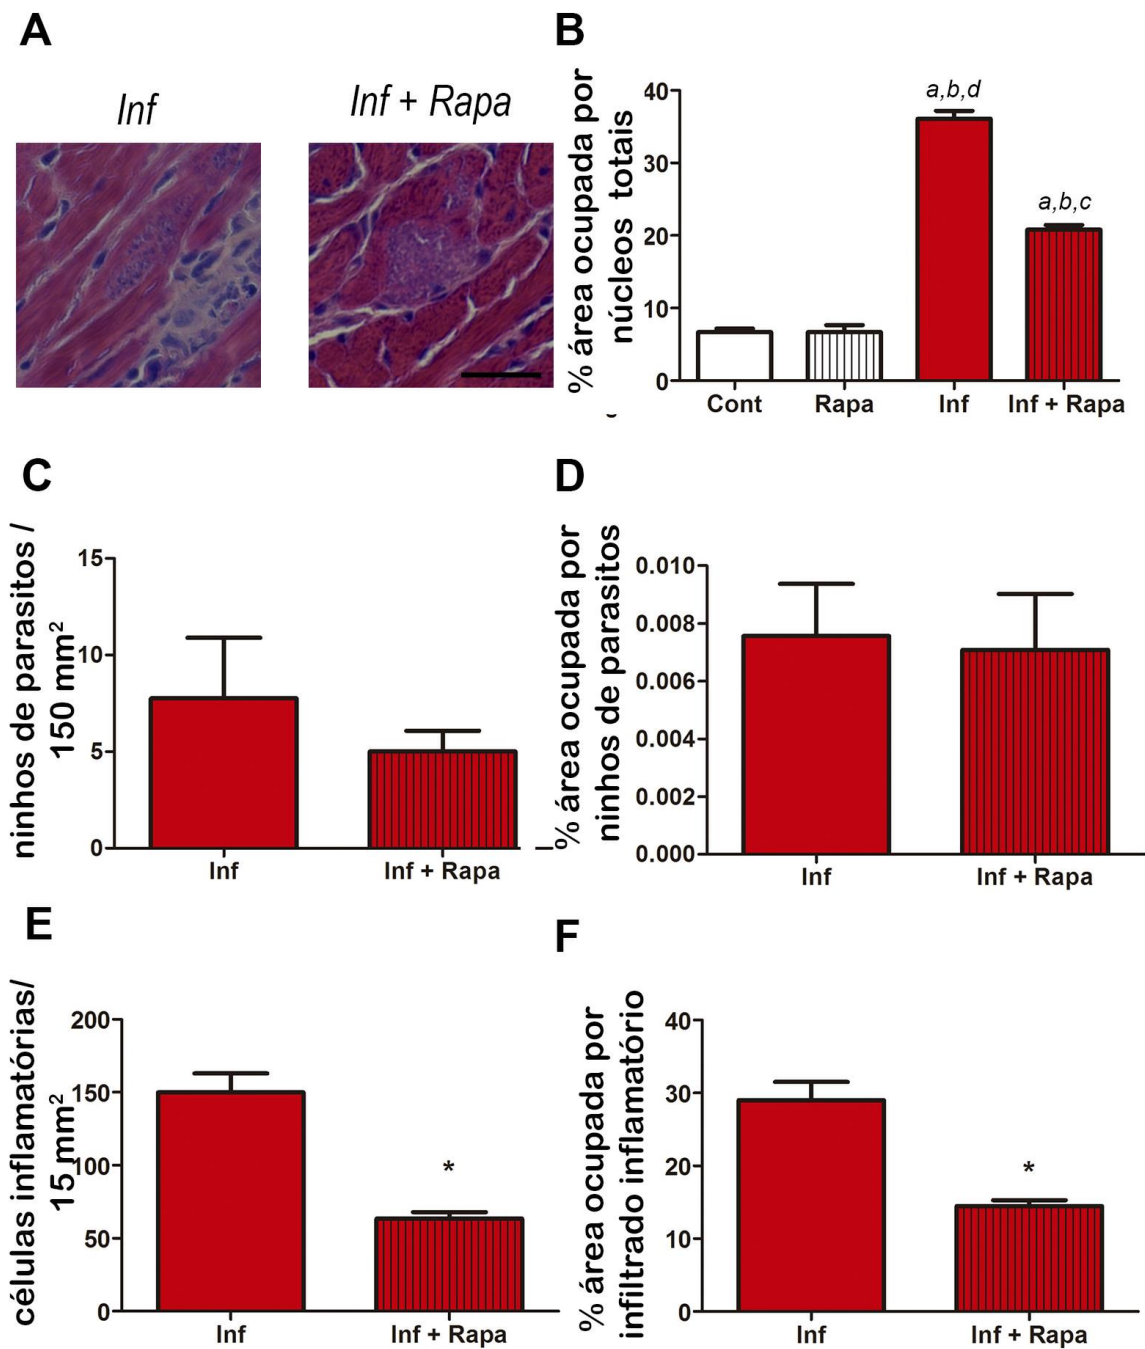 A
Inf
Inf + Rapa
B
% área ocupada por
núcleos totais
40
30
20
10
0
a,b,d
a,b,c
Cont
Rapa
Inf
Inf + Rapa
C
ninhos de parasitos /
150 mm²
15
10
5
0
Inf
Inf + Rapa
D
% área ocupada por
ninhos de parasitos
0.010
0.008
0.006
0.004
0.002
0.000
Inf
Inf + Rapa
E
células inflamatórias/
15 mm²
200
150
100
50
0
*
Inf
Inf + Rapa
F
% área ocupada por
infiltrado inflamatório
40
30
20
10
0
*
Inf
Inf + Rapa